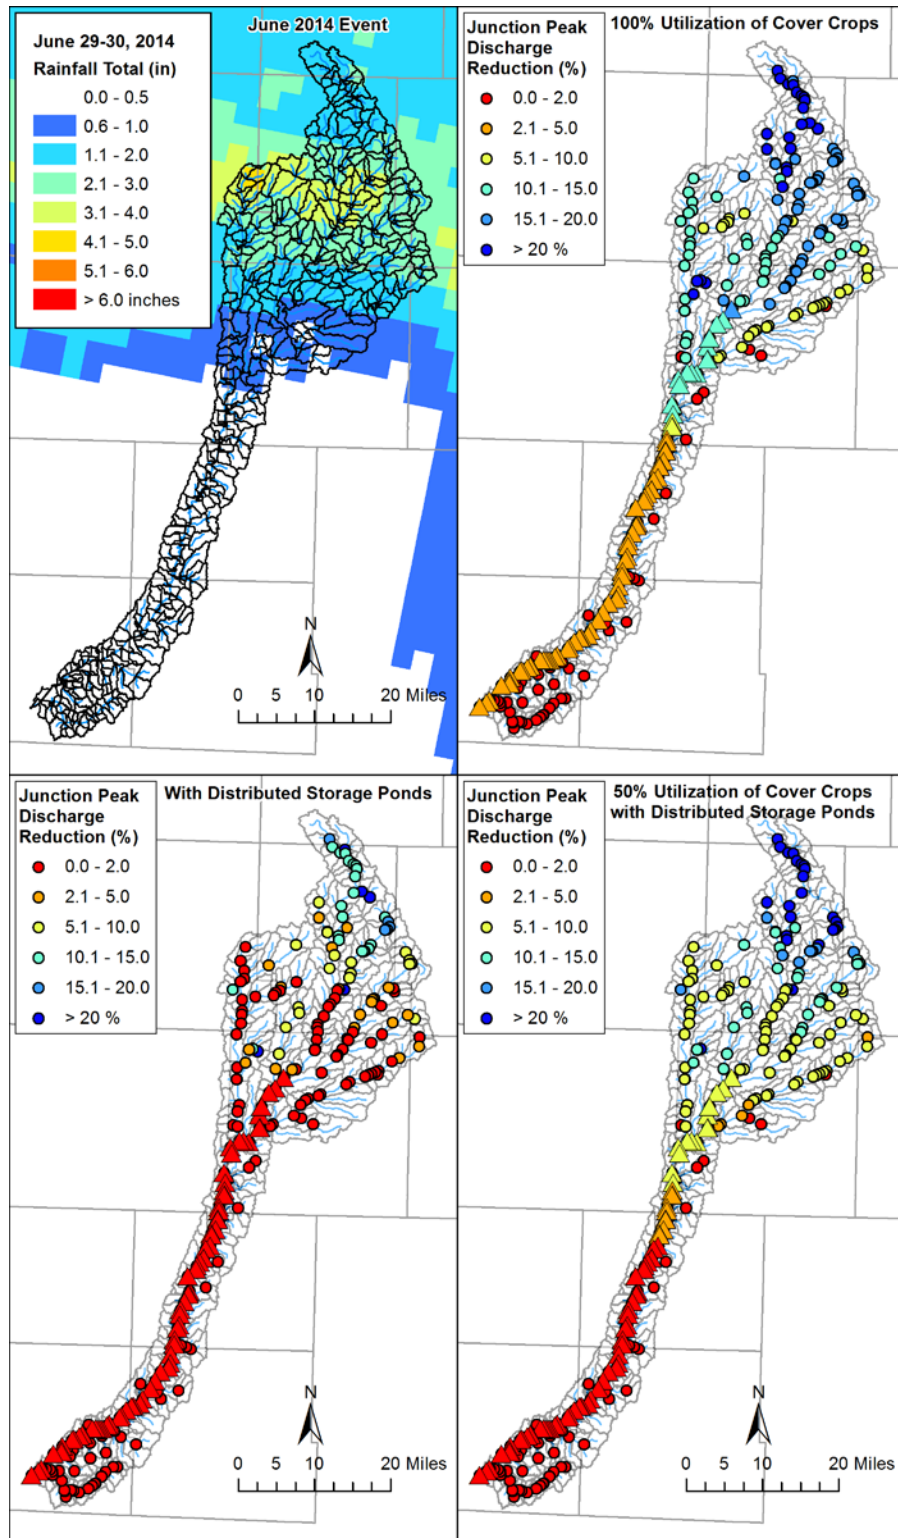 June 2014 Event
June 29-30, 2014
Rainfall Total (in)
0.0 - 0.5
0.6 - 1.0
1.1 - 2.0
2.1 - 3.0
3.1 - 4.0
4.1 - 5.0
5.1 - 6.0
> 6.0 inches
N
0 5 10 20 Miles
100% Utilization of Cover Crops
Junction Peak
Discharge
Reduction (%)
0.0 - 2.0
2.1 - 5.0
5.1 - 10.0
10.1 - 15.0
15.1 - 20.0
> 20 %
N
0 5 10 20 Miles
With Distributed Storage Ponds
Junction Peak
Discharge
Reduction (%)
0.0 - 2.0
2.1 - 5.0
5.1 - 10.0
10.1 - 15.0
15.1 - 20.0
> 20 %
N
0 5 10 20 Miles
50% Utilization of Cover Crops
with Distributed Storage Ponds
Junction Peak
Discharge
Reduction (%)
0.0 - 2.0
2.1 - 5.0
5.1 - 10.0
10.1 - 15.0
15.1 - 20.0
> 20 %
N
0 5 10 20 Miles